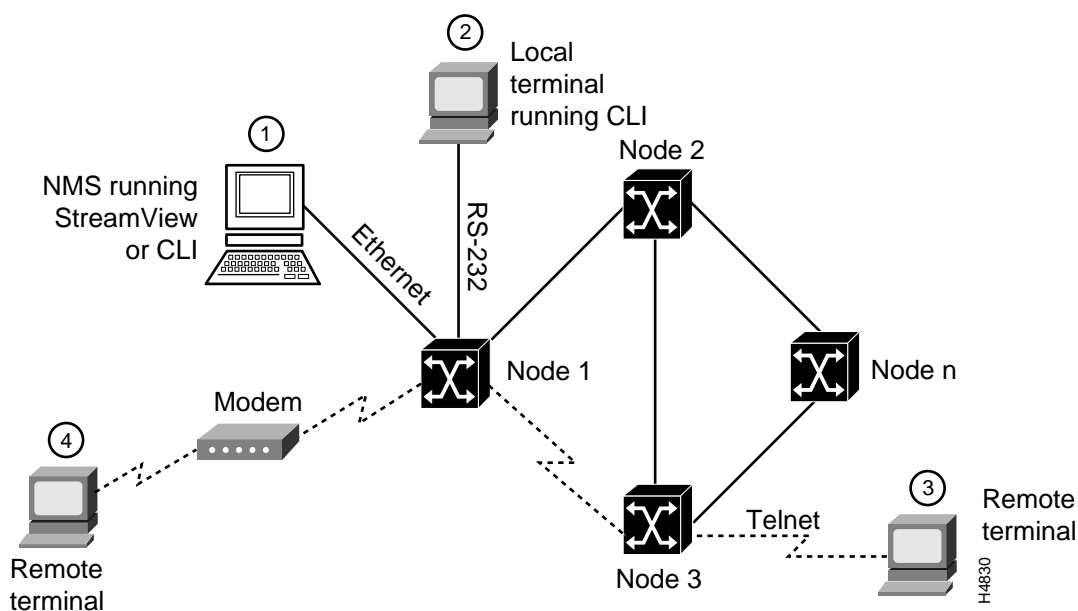 2
Local
terminal
running CLI
1
NMS running
StreamView
or CLI
Ethernet
RS-232
Node 2
Node 1
Node n
Modem
4
Remote
terminal
Node 3
Telnet
3
Remote
terminal
H4830